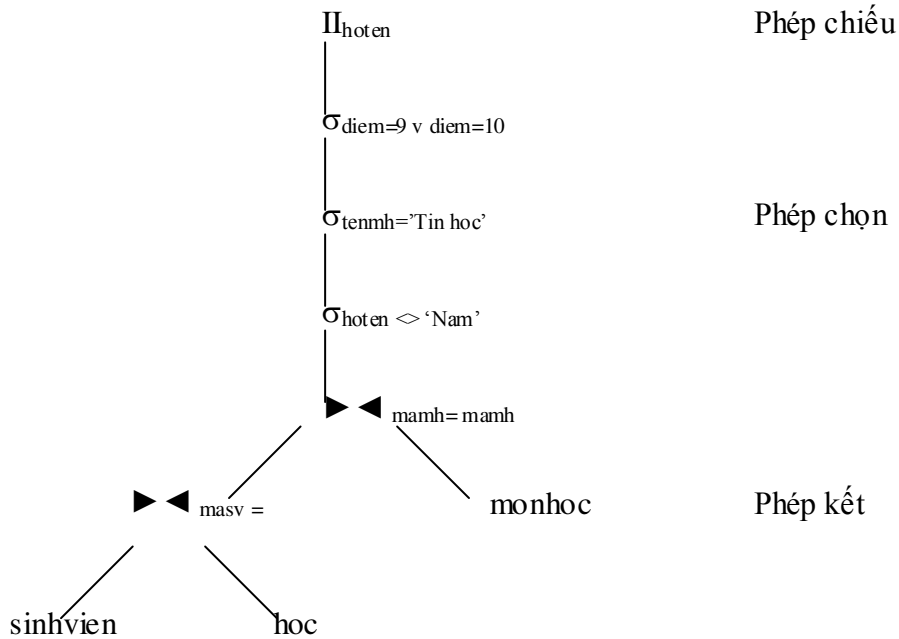 IIhoten Phép chiếu
σdiem=9 v diem=10
σtenmh='Tin hoc' Phép chọn
σhoten <> ‘Nam’
►◄ mamh= mamh
►◄ masv = monhoc Phép kết
sinhvien hoc